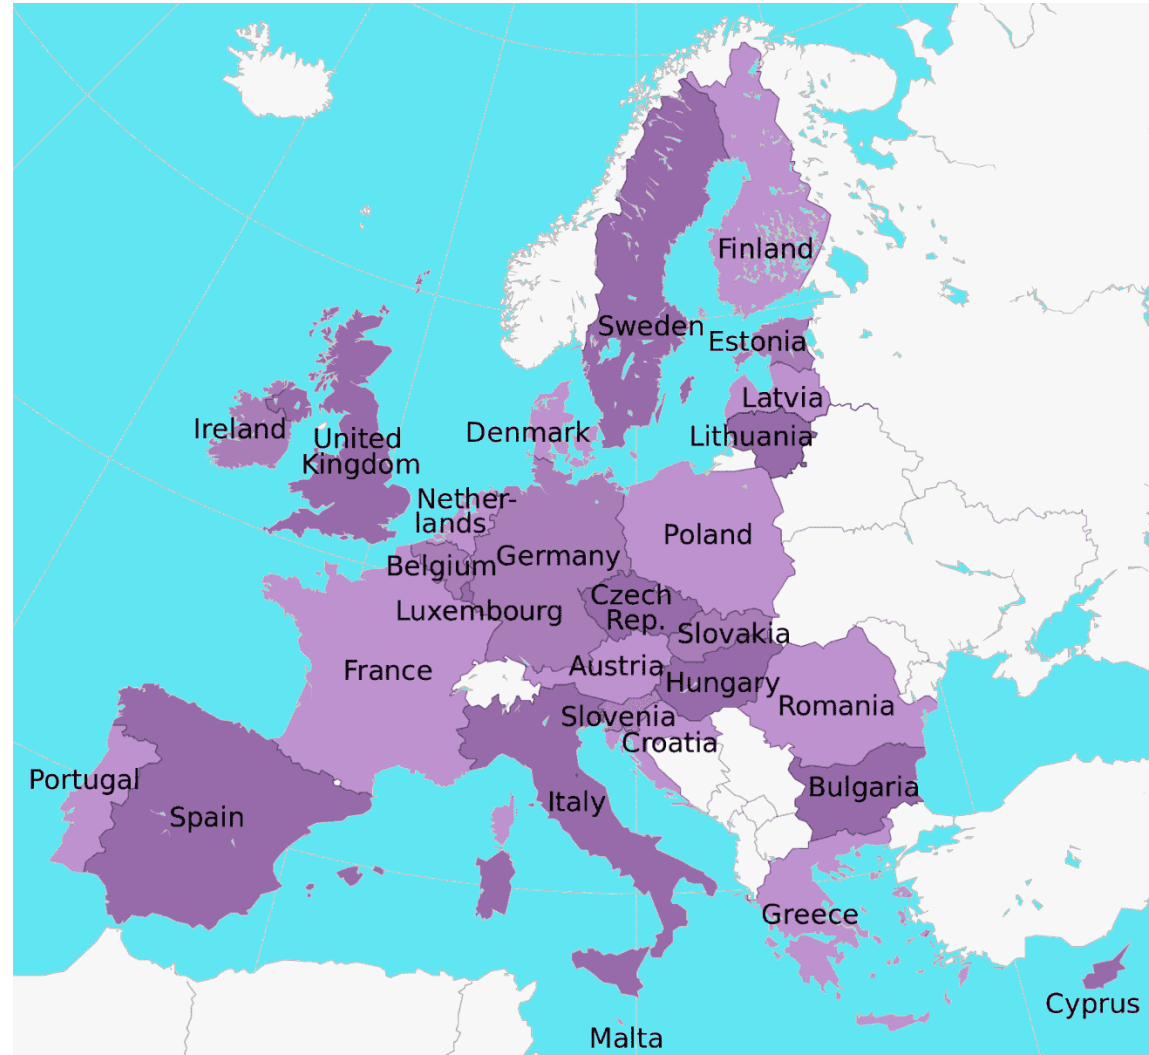 Finland
Sweden
Estonia
Latvia
Ireland
United
Kingdom
Denmark
Lithuania
Nether-
lands
Poland
Belgium
Germany
Luxembourg
Czech
Rep.
Slovakia
France
Austria
Hungary
Slovenia
Romania
Croatia
Portugal
Spain
Italy
Bulgaria
Greece
Cyprus
Malta